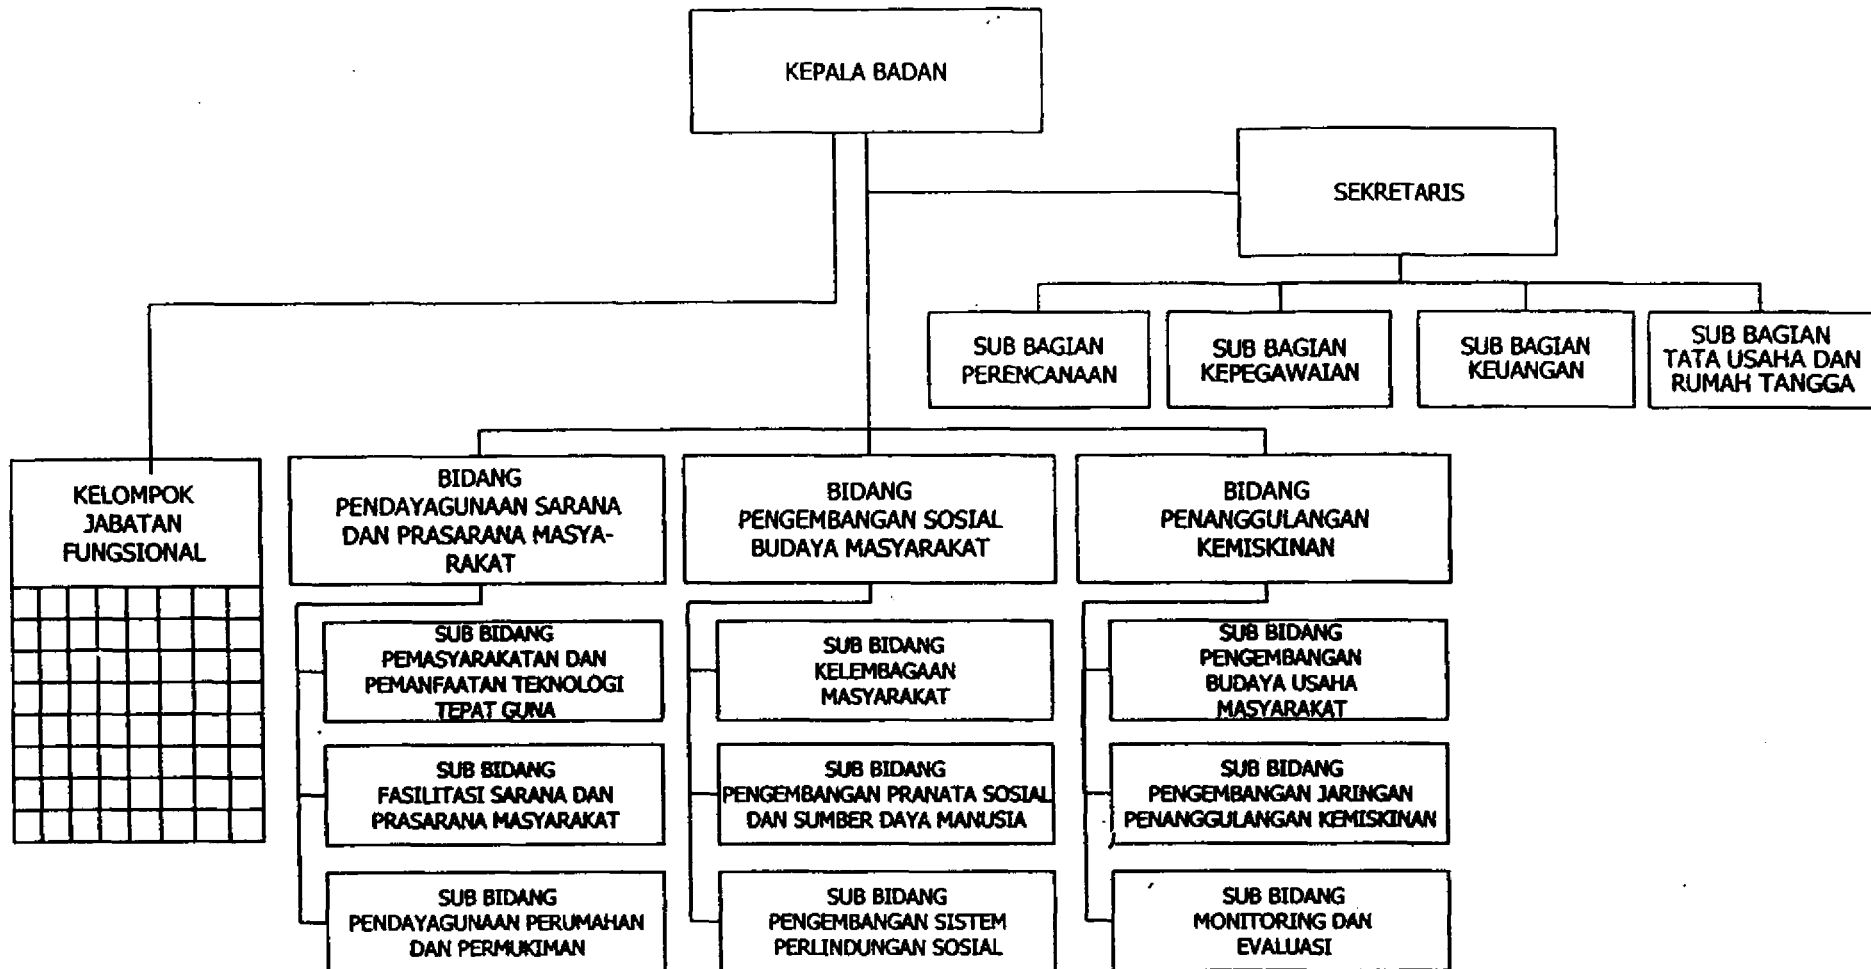 KEPALA BADAN
SEKRETARIS
SUB BAGIAN
PERENCANAAN
SUB BAGIAN
KEPEGAWAIAN
SUB BAGIAN
KEUANGAN
SUB BAGIAN
TATA USAHA DAN
RUMAH TANGGA
KELOMPOK
JABATAN
FUNGSIONAL
BIDANG
PENDAYAGUNAAN SARANA
DAN PRASARANA MASYA-
RAKAT
BIDANG
PENGEMBANGAN SOSIAL
BUDAYA MASYARAKAT
BIDANG
PENANGGULANGAN
KEMISKINAN
SUB BIDANG
PEMASYARAKATAN DAN
PEMANFAATAN TEKNOLOGI
TEPAT GUNA
SUB BIDANG
KELEMBAGAAN
MASYARAKAT
SUB BIDANG
PENGEMBANGAN
BUDAYA USAHA
MASYARAKAT
SUB BIDANG
FASILITASI SARANA DAN
PRASARANA MASYARAKAT
SUB BIDANG
PENGEMBANGAN PRANATA SOSIAL
DAN SUMBER DAYA MANUSIA
SUB BIDANG
PENGEMBANGAN JARINGAN
PENANGGULANGAN KEMISKINAN
SUB BIDANG
PENDAYAGUNAAN PERUMAHAN
DAN PERMUKIMAN
SUB BIDANG
PENGEMBANGAN SISTEM
PERLINDUNGAN SOSIAL
SUB BIDANG
MONITORING DAN
EVALUASI